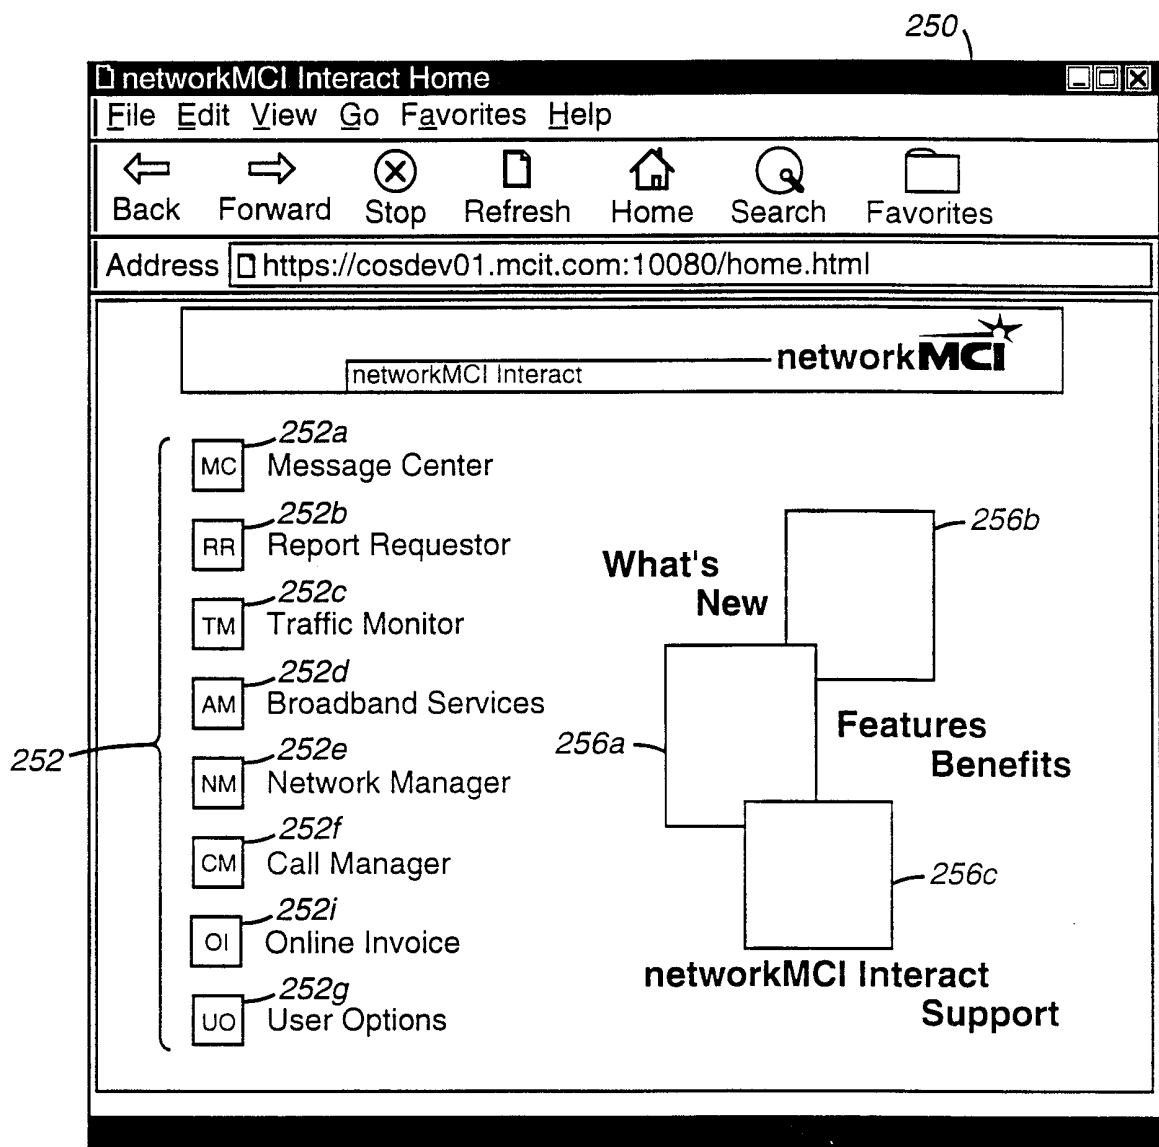 250
networkMCI Interact Home
File Edit View Go Favorites Help
Back Forward Stop Refresh Home Search Favorites
Address https://cosdev01.mcit.com:10080/home.html
networkMCI
networkMCI Interact
252
252a
MC Message Center
252b
RR Report Requestor
252c
TM Traffic Monitor
252d
AM Broadband Services
252e
NM Network Manager
252f
CM Call Manager
252i
OI Online Invoice
252g
UO User Options
256b
What's
New
256a
Features
Benefits
256c
networkMCI Interact
Support